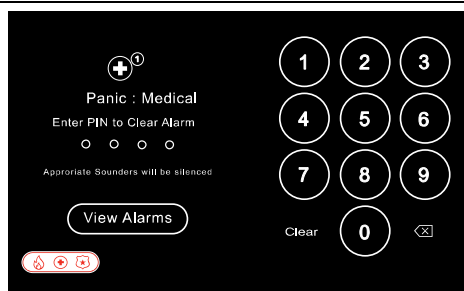 1
Panic : Medical
Enter PIN to Clear Alarm
Approriate Sounders will be silenced
View Alarms
1 2 3
4 5 6
7 8 9
Clear 0